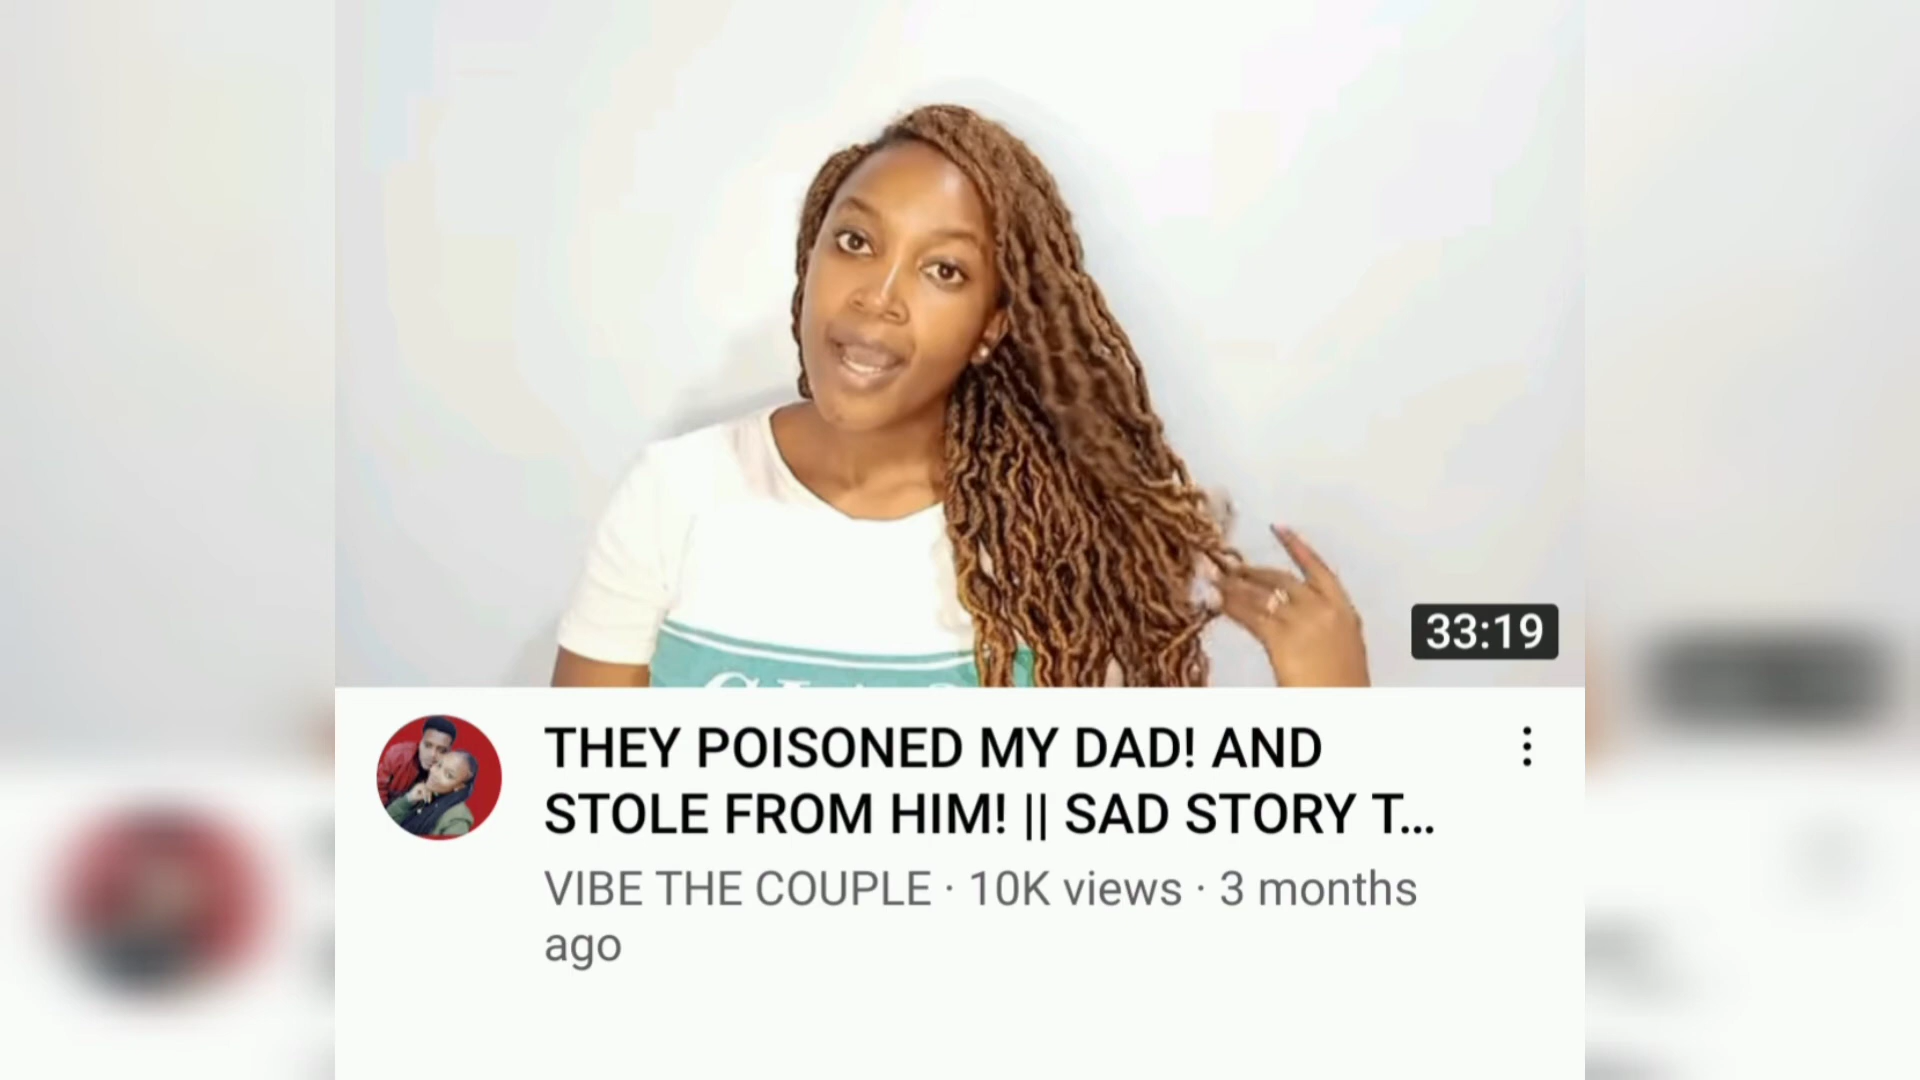 33:19
THEY POISONED MY DAD! AND
STOLE FROM HIM! || SAD STORY T...
VIBE THE COUPLE · 10K views · 3 months
ago